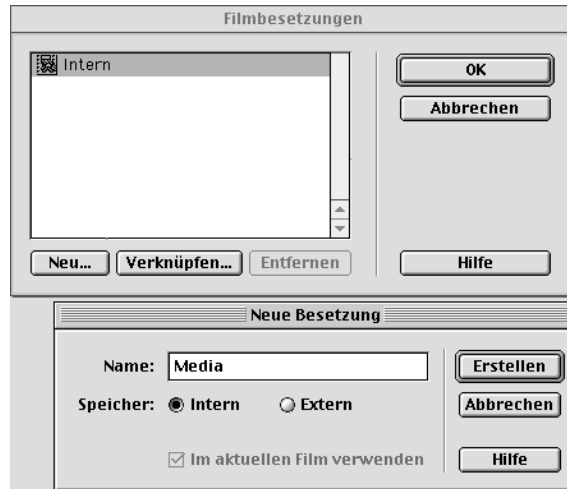 Filmbesetzungen
Intern
OK
Abbrechen
Neu...
Verknüpfen...
Entfernen
Hilfe
Neue Besetzung
Name: Media
Erstellen
Speicher: Intern Extern
Abbrechen
Im aktuellen Film verwenden
Hilfe